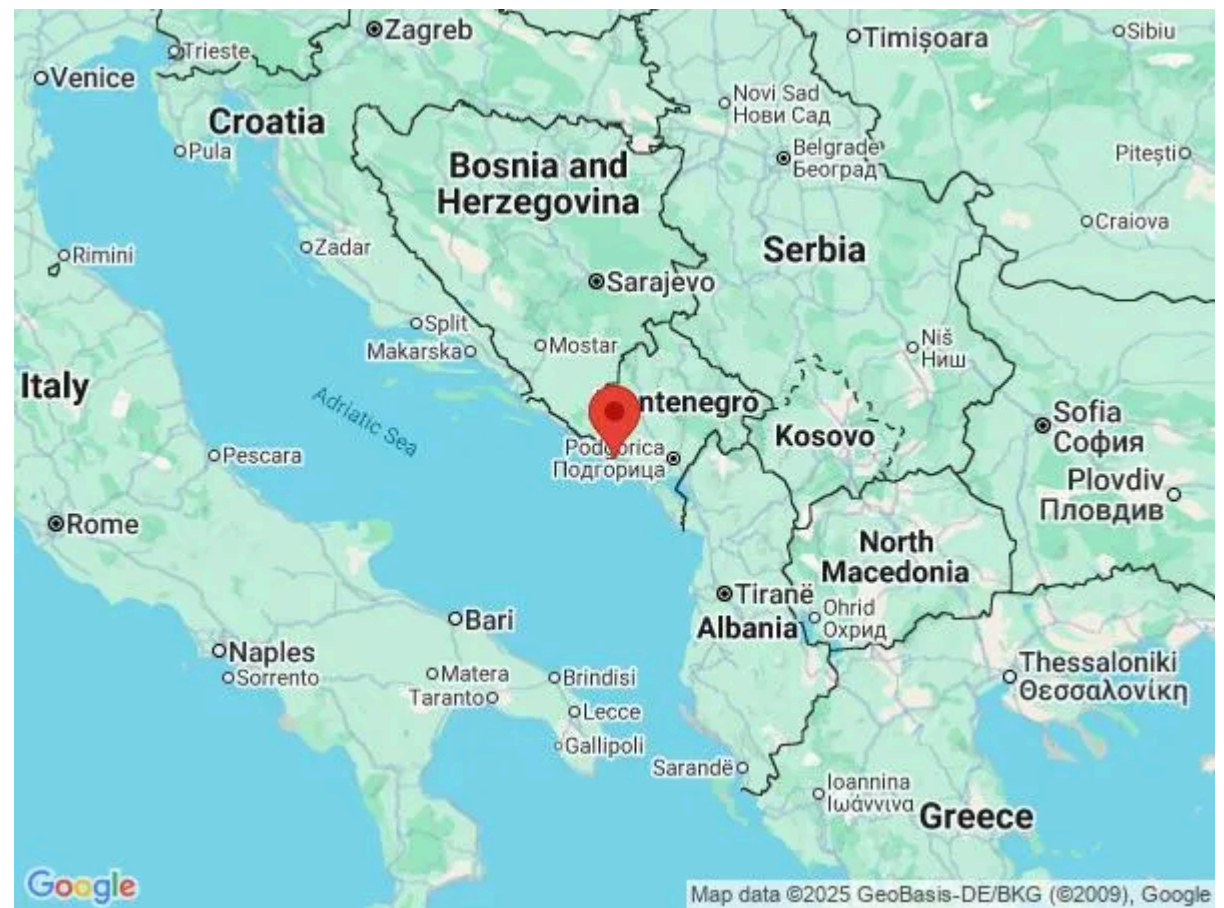 Zagreb
Trieste
Venice
Timișoara
Sibiu
Novi Sad
Нови Сад
Croatia
Pula
Bosnia and
Herzegovina
Belgrade
Београд
Pitești
Craiova
Zadar
Rimini
Serbia
Sarajevo
Split
Makarska
Mostar
Niš
Ниш
Italy
Adriatic Sea
ntenegro
Kosovo
Sofia
София
Podgorica
Подгорица
Pescara
Plovdiv
Пловдив
Rome
North
Macedonia
Tiranë
Albania
Ohrid
Охрид
Bari
Naples
Sorrento
Matera
Taranto
Brindisi
Lecce
Gallipoli
Thessaloniki
Θεσσαλονίκη
Sarandë
Ioannina
Ιωάννινα
Greece
Google
Map data ©2025 GeoBasis-DE/BKG (©2009), Google